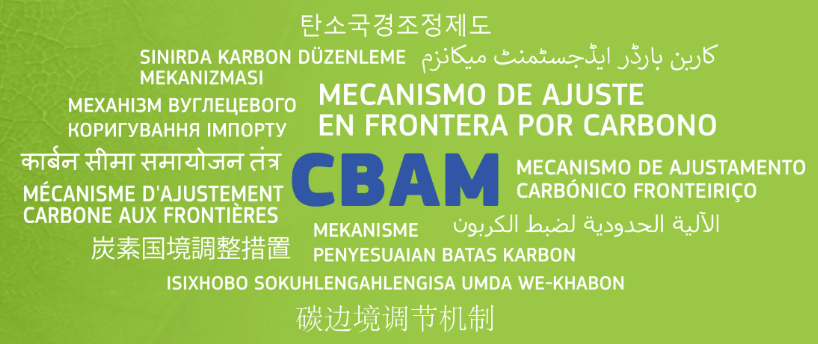 탄소국경조정제도
SINIRDA KARBON DÜZENLEME
MEKANIZMASI
کاربن بارڈر ایڈجسٹمنٹ میکانزم
МЕХАНІЗМ ВУГЛЕЦЕВОГО
КОРИГУВАННЯ ІМПОРТУ
MECANISMO DE AJUSTE
EN FRONTERA POR CARBONO
कार्बन सीमा समायोजन तंत्र
CBAM
MECANISMO DE AJUSTAMENTO
CARBÓNICO FRONTEIRIÇO
MÉCANISME D'AJUSTEMENT
CARBONE AUX FRONTIÈRES
MEKANISME
PENYESUAIAN BATAS KARBON
الآلية الحدودية لضبط الكربون
炭素国境調整措置
ISIXHOBO SOKUHLENGAHLENGISA UMDA WE-KHABON
碳边境调节机制